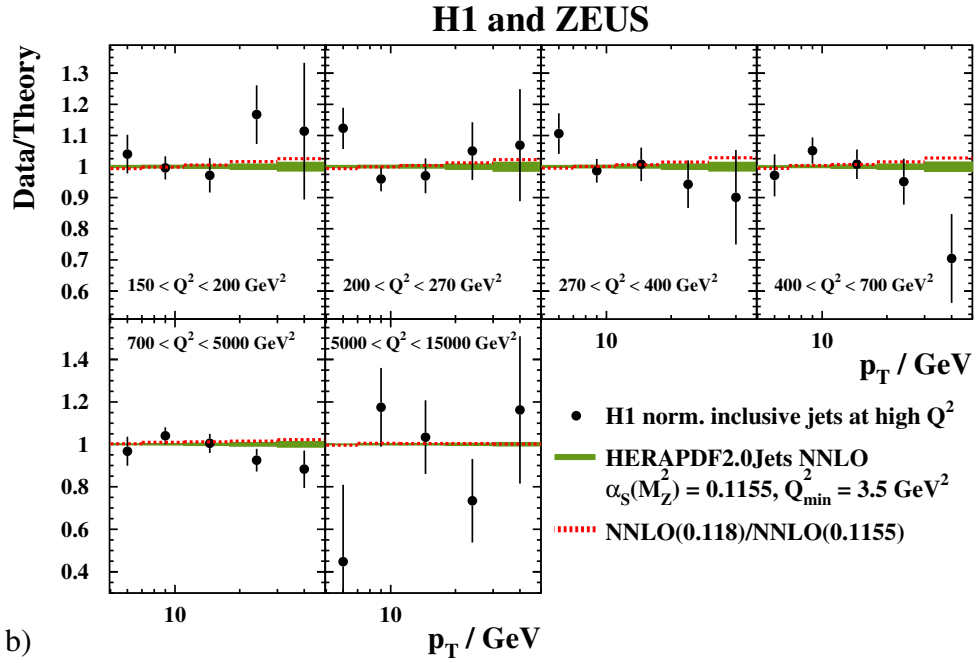 H1 and ZEUS
Data/Theory
1.3
1.2
1.1
1
0.9
0.8
0.7
0.6
150 < Q² < 200 GeV²
200 < Q² < 270 GeV²
270 < Q² < 400 GeV²
400 < Q² < 700 GeV²
700 < Q² < 5000 GeV²
5000 < Q² < 15000 GeV²
1.4
1.2
1
0.8
0.6
0.4
10
10
10
10
p_T / GeV
p_T / GeV
H1 norm. inclusive jets at high Q²
HERAPDF2.0Jets NNLO
α_S(M_Z²) = 0.1155, Q²_min = 3.5 GeV²
NNLO(0.118)/NNLO(0.1155)
b)